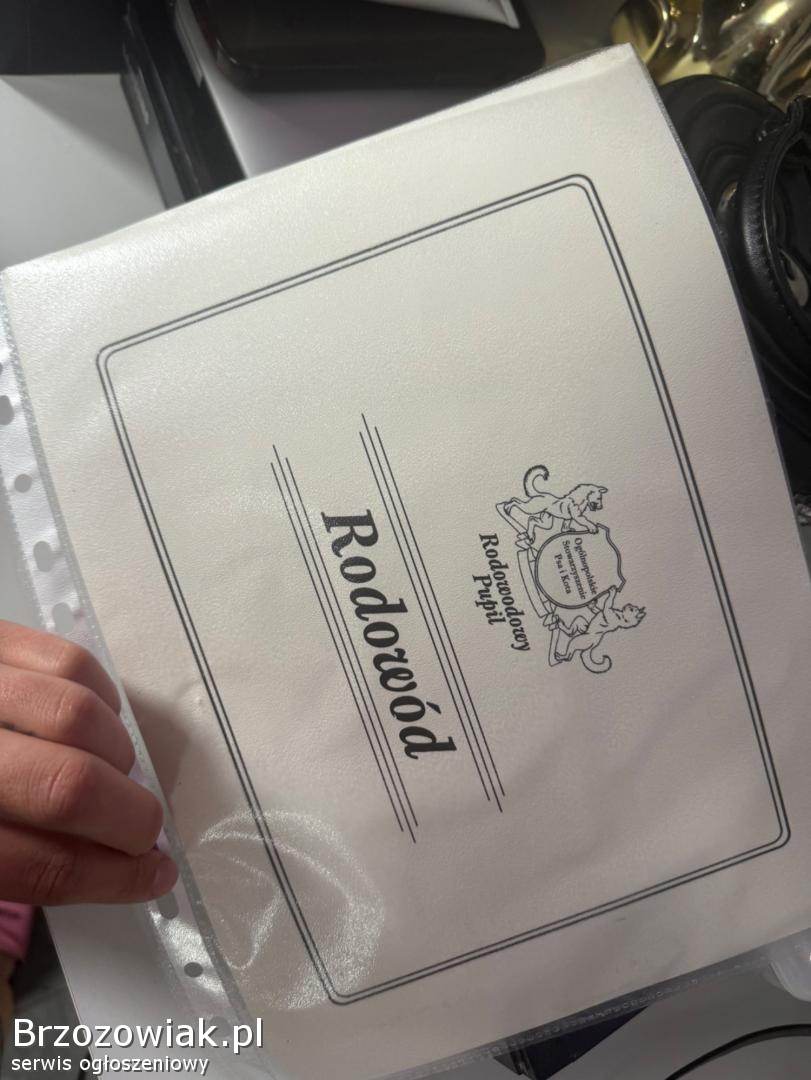 Ogólnopolskie
Stowarzyszenie
Psa i Kota
Rodowodowy
Pupil
Rodowód
Brzozowiak.pl
serwis ogłoszeniowy